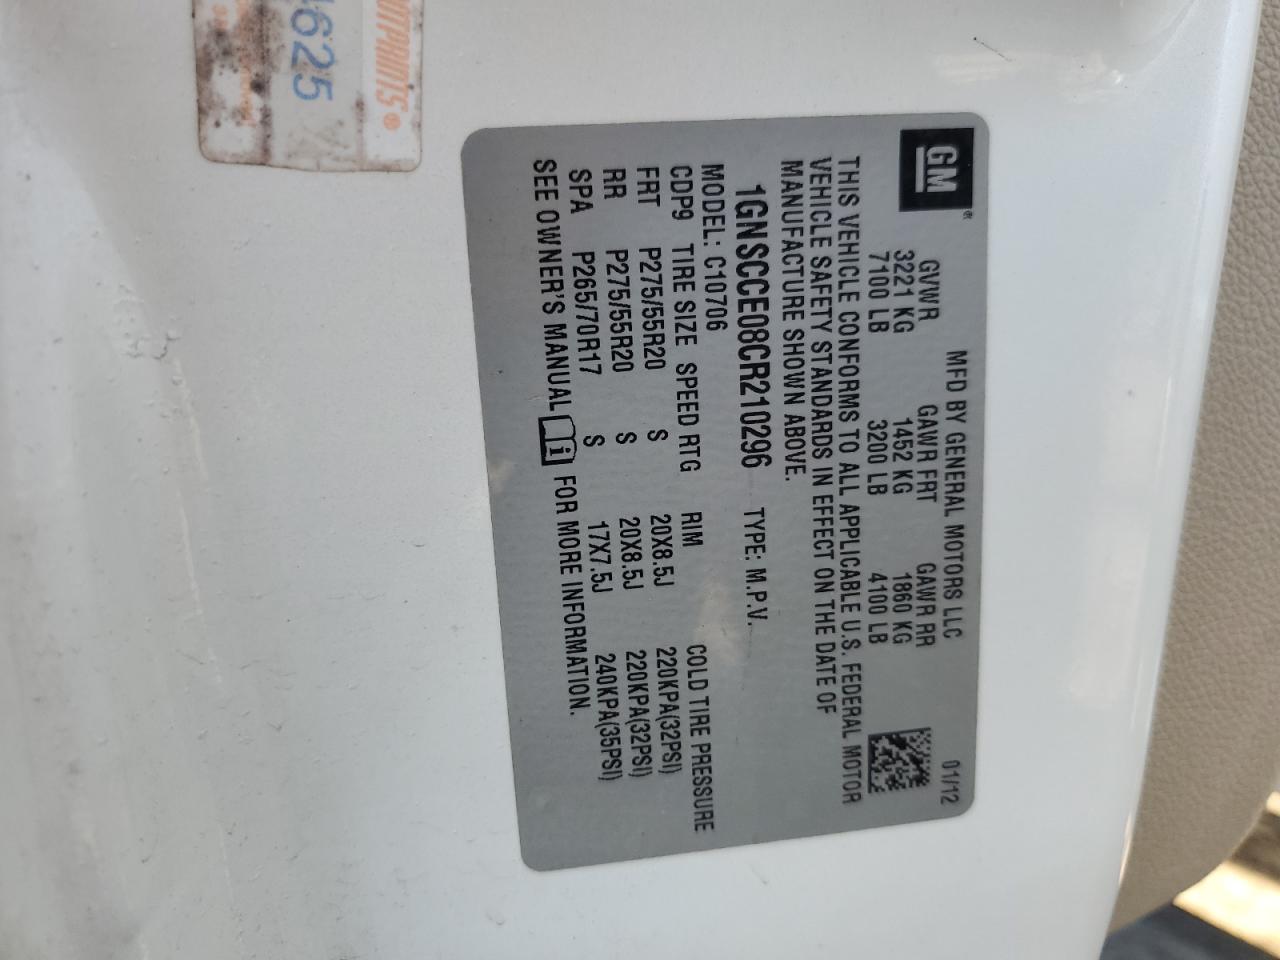 GM®
MFD BY GENERAL MOTORS LLC 01/12
GVWR GAWR FRT GAWR RR
3221 KG 1452 KG 1860 KG
7100 LB 3200 LB 4100 LB
THIS VEHICLE CONFORMS TO ALL APPLICABLE U.S. FEDERAL MOTOR
VEHICLE SAFETY STANDARDS IN EFFECT ON THE DATE OF
MANUFACTURE SHOWN ABOVE.
1GNSCCE08CR210296 TYPE: M.P.V.
MODEL: C10706
CDP9 TIRE SIZE SPEED RTG RIM COLD TIRE PRESSURE
FRT P275/55R20 S 20X8.5J 220KPA(32PSI)
RR P275/55R20 S 20X8.5J 220KPA(32PSI)
SPA P265/70R17 S 17X7.5J 240KPA(35PSI)
SEE OWNER'S MANUAL i FOR MORE INFORMATION.
NTPRINTS®
625